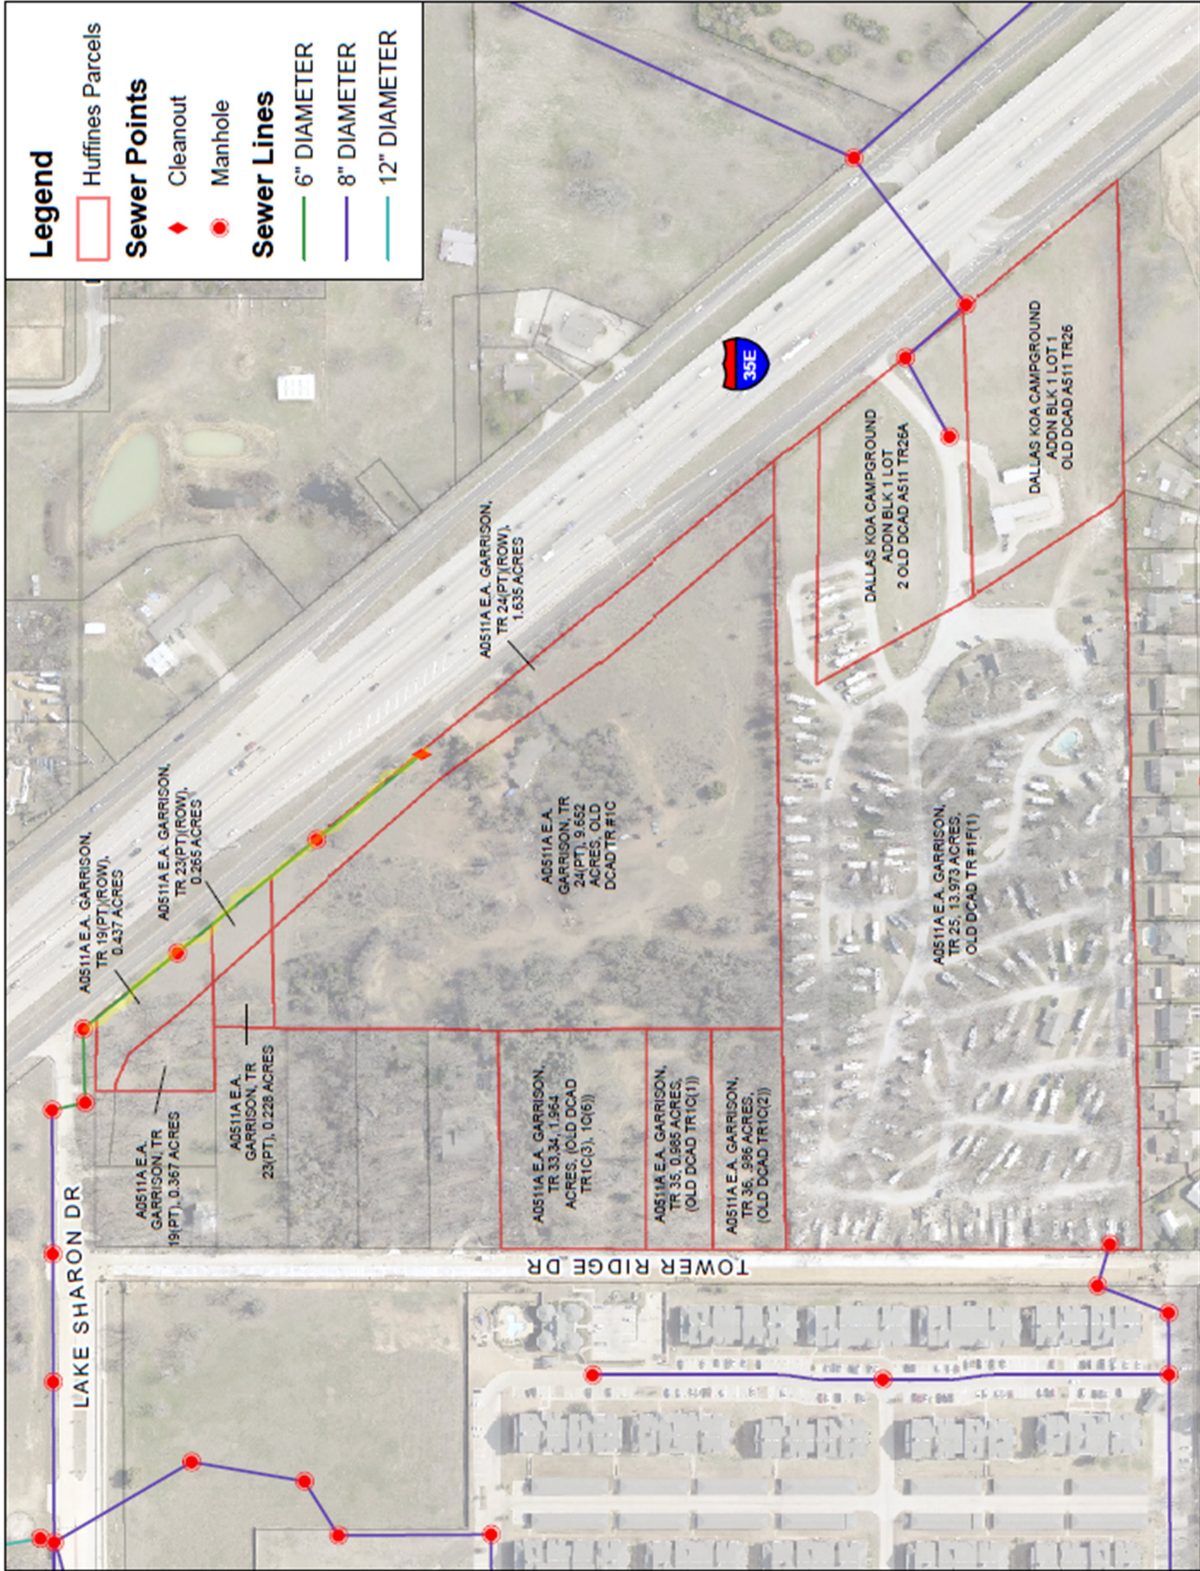 Legend
Huffines Parcels
Sewer Points
Cleanout
Manhole
Sewer Lines
6" DIAMETER
8" DIAMETER
12" DIAMETER
LAKE SHARON DR
TOWER RIDGE DR
35E
A0511A E.A. GARRISON,
TR 19(PT)(ROW),
0.437 ACRES
A0511A E.A. GARRISON,
TR 23(PT)(ROW),
0.265 ACRES
A0511A E.A. GARRISON,
TR 24(PT)(ROW),
1.635 ACRES
A0511A E.A.
GARRISON, TR
19(PT), 0.367 ACRES
A0511A E.A.
GARRISON, TR
23(PT), 0.228 ACRES
A0511A E.A.
GARRISON, TR
24(PT), 9.652
ACRES, OLD
DCAD TR #1C
A0511A E.A. GARRISON,
TR 33,34, 1.964
ACRES, (OLD DCAD
TR1C(3), 1C(6))
A0511A E.A. GARRISON,
TR 35, 0.985 ACRES,
(OLD DCAD TR1C(1))
A0511A E.A. GARRISON,
TR 36, .986 ACRES,
(OLD DCAD TR1C(2))
DALLAS KOA CAMPGROUND
ADDN BLK 1 LOT
2 OLD DCAD A511 TR26A
DALLAS KOA CAMPGROUND
ADDN BLK 1 LOT 1
OLD DCAD A511 TR26
A0511A E.A. GARRISON,
TR 25, 13.973 ACRES,
OLD DCAD TR #1F(1)